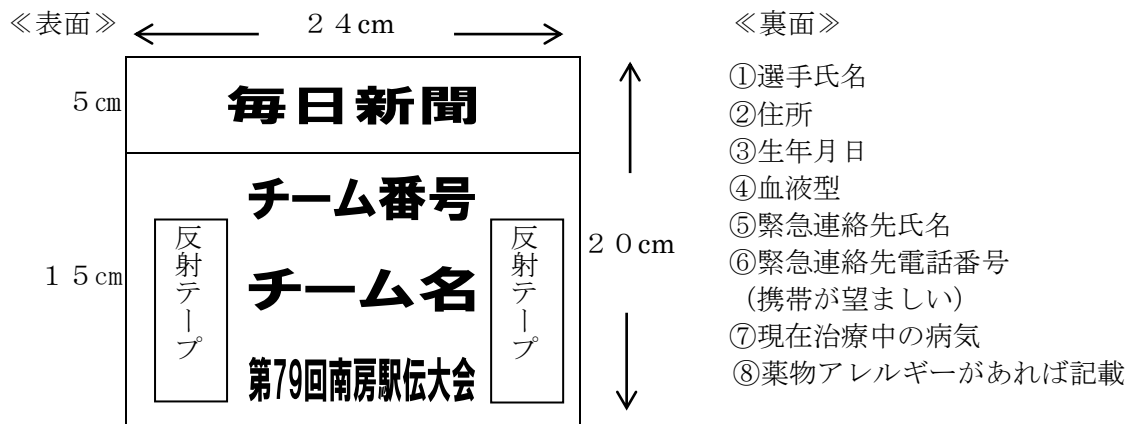 ≪表面≫
２４cm
5㎝
毎日新聞
チーム番号
反射テープ
チーム名
反射テープ
１５㎝
２０cm
第79回南房駅伝大会
≪裏面≫
①選手氏名
②住所
③生年月日
④血液型
⑤緊急連絡先氏名
⑥緊急連絡先電話番号
（携帯が望ましい）
⑦現在治療中の病気
⑧薬物アレルギーがあれば記載